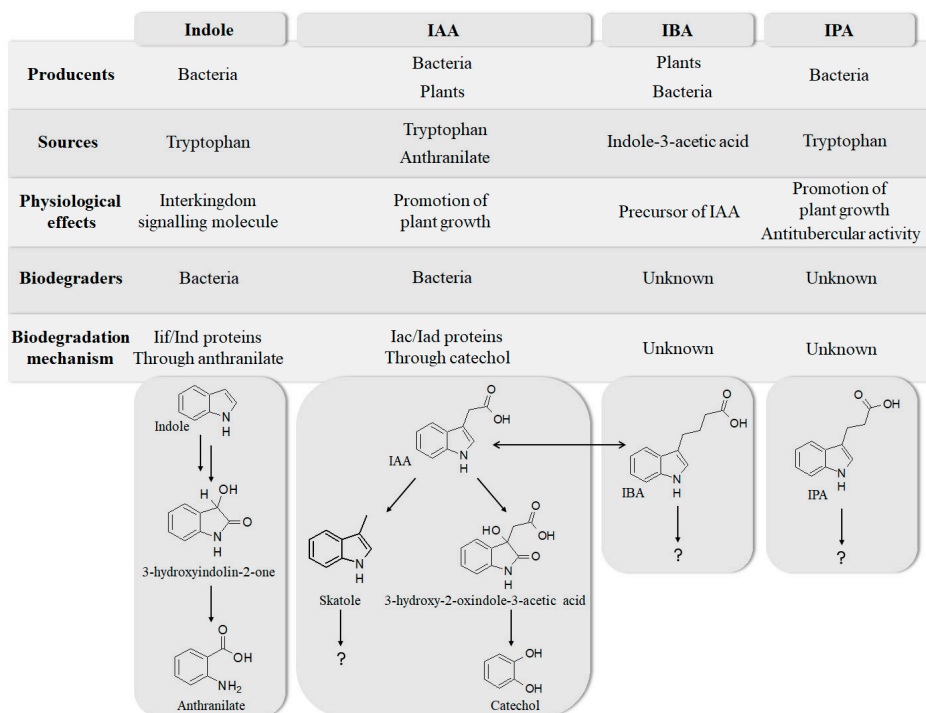 Indole IAA IBA IPA
Producents Bacteria Bacteria Plants Plants Bacteria Bacteria
Sources Tryptophan Tryptophan Anthranilate Indole-3-acetic acid Tryptophan
Physiological effects Interkingdom signalling molecule Promotion of plant growth Precursor of IAA Promotion of plant growth Antitubercular activity
Biodegraders Bacteria Bacteria Unknown Unknown
Biodegradation mechanism Iif/Ind proteins Through anthranilate Iac/Iad proteins Through catechol Unknown Unknown
N
H
Indole
H OH
O
N
H
3-hydroxyindolin-2-one
O
OH
NH2
Anthranilate
O
OH
N
H
IAA
N
H
Skatole
?
O
HO
OH
O
N
H
3-hydroxy-2-oxindole-3-acetic acid
OH
OH
Catechol
O
OH
N
H
IBA
?
O
OH
N
H
IPA
?